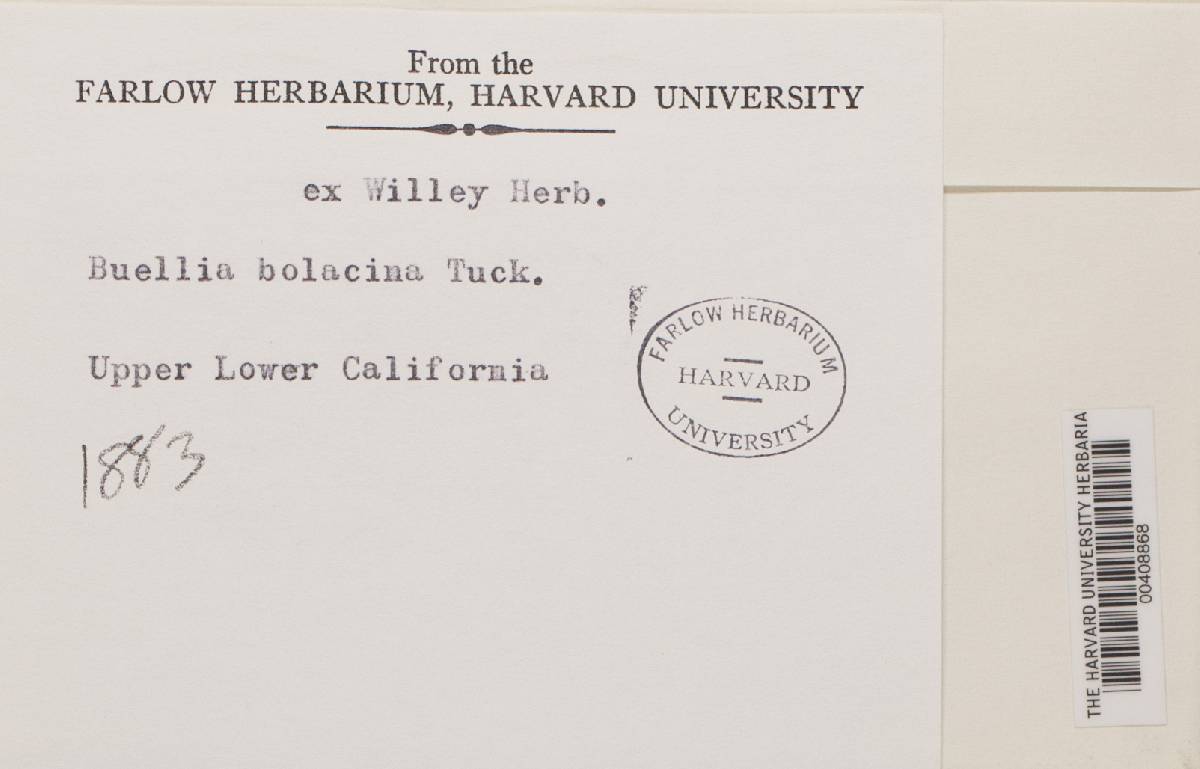 From the
FARLOW HERBARIUM, HARVARD UNIVERSITY
ex Willey Herb.
Buellia bolacina Tuck.
Upper Lower California
1883
FARLOW HERBARIUM
HARVARD
UNIVERSITY
THE HARVARD UNIVERSITY HERBARIA
00408868